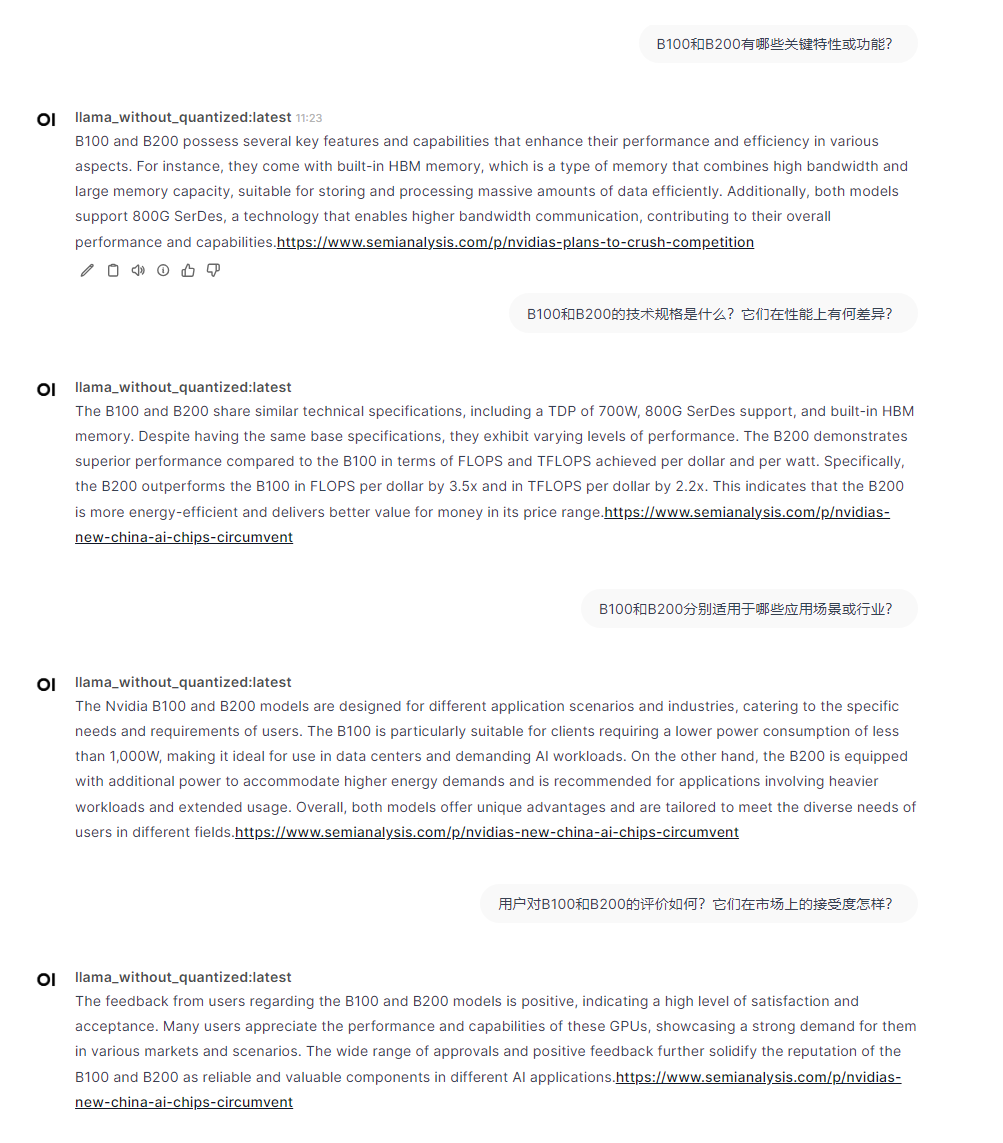 B100和B200有哪些关键特性或功能?
OI
llama_without_quantized:latest 11:23
B100 and B200 possess several key features and capabilities that enhance their performance and efficiency in various
aspects. For instance, they come with built-in HBM memory, which is a type of memory that combines high bandwidth and
large memory capacity, suitable for storing and processing massive amounts of data efficiently. Additionally, both models
support 800G SerDes, a technology that enables higher bandwidth communication, contributing to their overall
performance and capabilities.https://www.semianalysis.com/p/nvidias-plans-to-crush-competition
B100和B200的技术规格是什么?它们在性能上有何差异?
OI
llama_without_quantized:latest
The B100 and B200 share similar technical specifications, including a TDP of 700W, 800G SerDes support, and built-in HBM
memory. Despite having the same base specifications, they exhibit varying levels of performance. The B200 demonstrates
superior performance compared to the B100 in terms of FLOPS and TFLOPS achieved per dollar and per watt. Specifically,
the B200 outperforms the B100 in FLOPS per dollar by 3.5x and in TFLOPS per dollar by 2.2x. This indicates that the B200
is more energy-efficient and delivers better value for money in its price range.https://www.semianalysis.com/p/nvidias-
new-china-ai-chips-circumvent
B100和B200分别适用于哪些应用场景或行业?
OI
llama_without_quantized:latest
The Nvidia B100 and B200 models are designed for different application scenarios and industries, catering to the specific
needs and requirements of users. The B100 is particularly suitable for clients requiring a lower power consumption of less
than 1,000W, making it ideal for use in data centers and demanding AI workloads. On the other hand, the B200 is equipped
with additional power to accommodate higher energy demands and is recommended for applications involving heavier
workloads and extended usage. Overall, both models offer unique advantages and are tailored to meet the diverse needs of
users in different fields.https://www.semianalysis.com/p/nvidias-new-china-ai-chips-circumvent
用户对B100和B200的评价如何?它们在市场上的接受度怎样?
OI
llama_without_quantized:latest
The feedback from users regarding the B100 and B200 models is positive, indicating a high level of satisfaction and
acceptance. Many users appreciate the performance and capabilities of these GPUs, showcasing a strong demand for them
in various markets and scenarios. The wide range of approvals and positive feedback further solidify the reputation of the
B100 and B200 as reliable and valuable components in different AI applications.https://www.semianalysis.com/p/nvidias-
new-china-ai-chips-circumvent